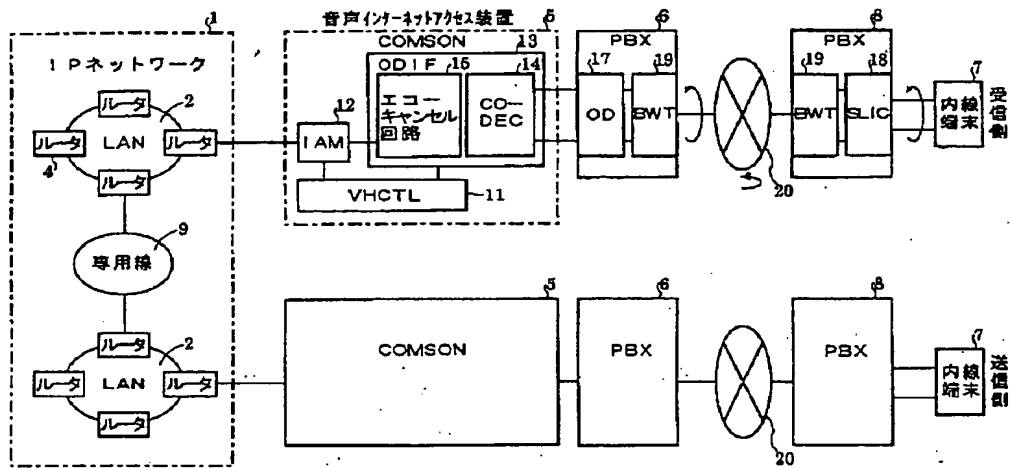 1
IPネットワーク
ルータ
2
ルータ
LAN
ルータ
4
ルータ
専用線
9
ルータ
2
ルータ
LAN
ルータ
ルータ
音声インターネットアクセス装置
5
COMSON
13
ODIF
15
14
エコー
キャンセル
回路
CO-
DEC
12
IAM
VHCTL
11
6
PBX
17
19
OD
BWT
20
8
PBX
19
18
BWT
SLIC
7
内線
端末
受信側
5
COMSON
6
PBX
20
8
PBX
7
内線
端末
送信側